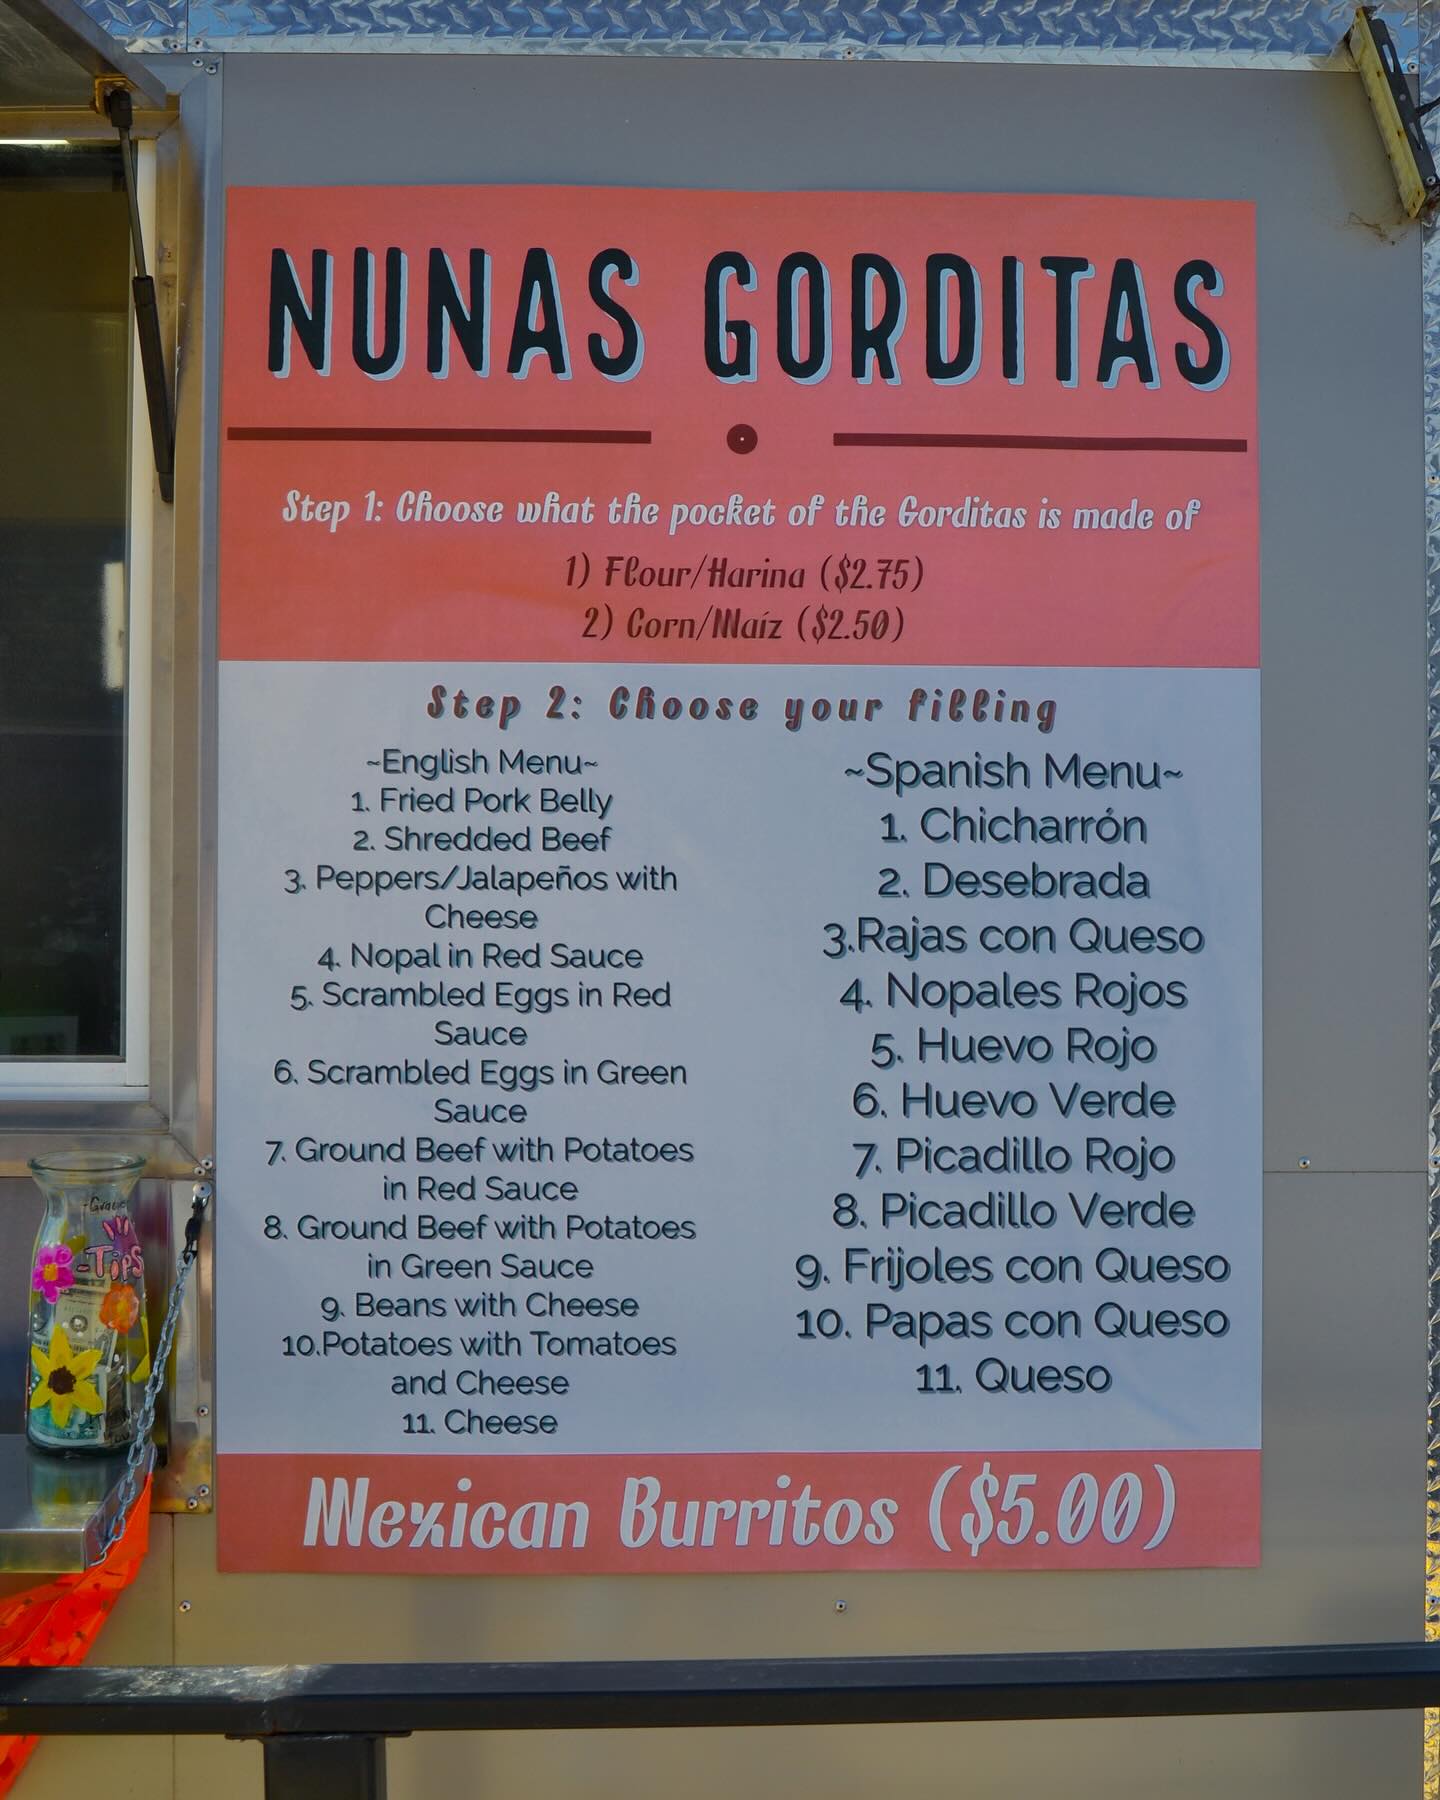 NUNAS GORDITAS
Step 1: Choose what the pocket of the Gorditas is made of
1) Flour/Harina ($2.75)
2) Corn/Maíz ($2.50)
Step 2: Choose your filling
~English Menu~
1. Fried Pork Belly
2. Shredded Beef
3. Peppers/Jalapeños with
Cheese
4. Nopal in Red Sauce
5. Scrambled Eggs in Red
Sauce
6. Scrambled Eggs in Green
Sauce
7. Ground Beef with Potatoes
in Red Sauce
8. Ground Beef with Potatoes
in Green Sauce
9. Beans with Cheese
10.Potatoes with Tomatoes
and Cheese
11. Cheese
~Spanish Menu~
1. Chicharrón
2. Desebrada
3.Rajas con Queso
4. Nopales Rojos
5. Huevo Rojo
6. Huevo Verde
7. Picadillo Rojo
8. Picadillo Verde
9. Frijoles con Queso
10. Papas con Queso
11. Queso
Mexican Burritos ($5.00)
-Tips